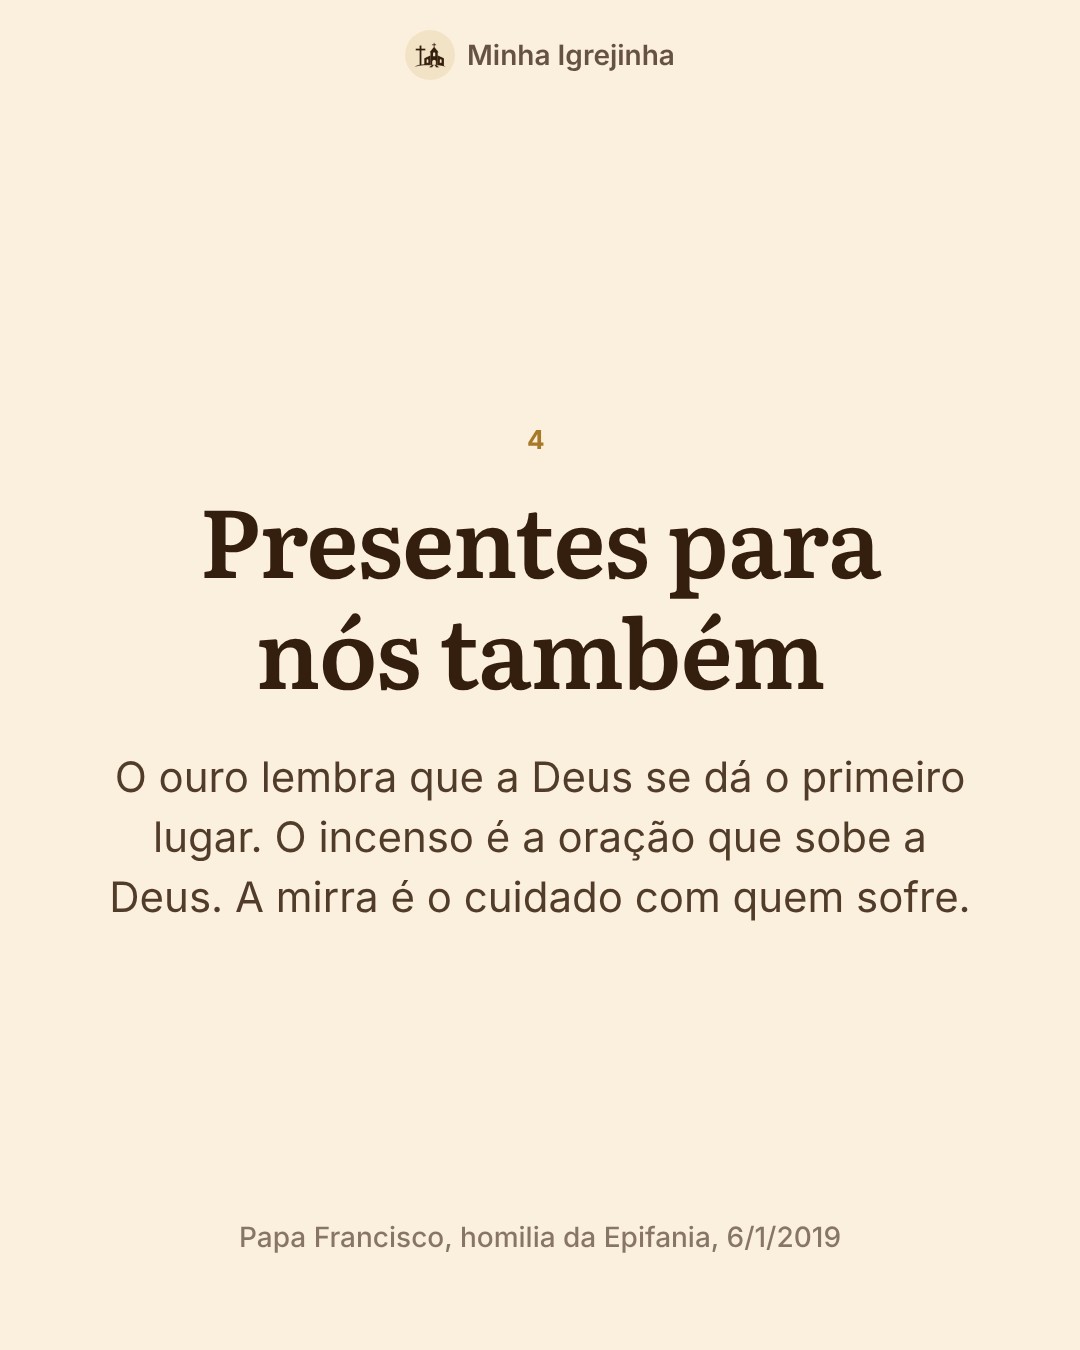 Minha Igrejinha
4
Presentes para
nós também
O ouro lembra que a Deus se dá o primeiro
lugar. O incenso é a oração que sobe a
Deus. A mirra é o cuidado com quem sofre.
Papa Francisco, homilia da Epifania, 6/1/2019